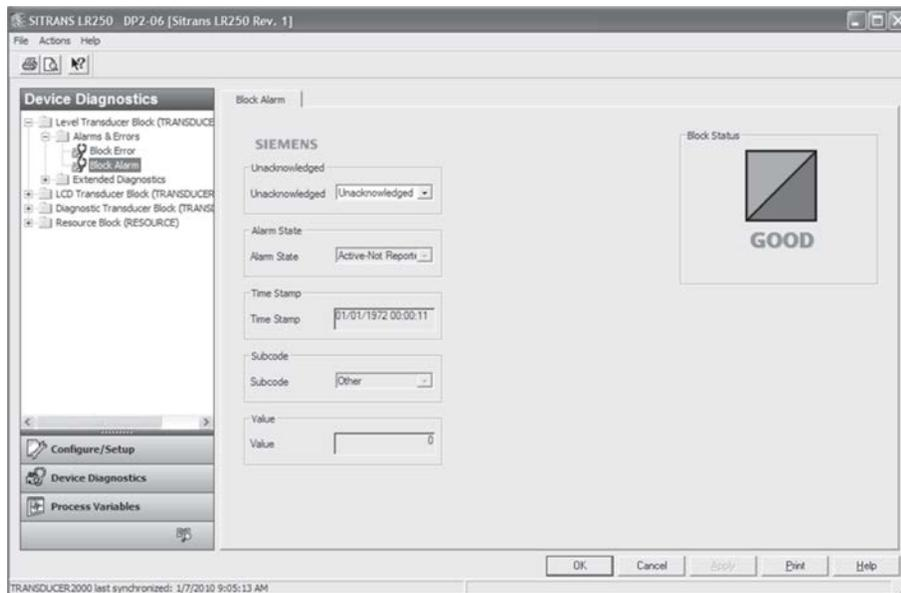 SITRANS LR250 DP2-06 [Sitrans LR250 Rev. 1]
File Actions Help
Device Diagnostics
Level Transducer Block (TRANSDUCE
Alarms & Errors
Block Error
Block Alarm
Extended Diagnostics
LCD Transducer Block (TRANSDUCER
Diagnostic Transducer Block (TRANSD
Resource Block (RESOURCE)
Configure/Setup
Device Diagnostics
Process Variables
Block Alarm
SIEMENS
Unacknowledged
Unacknowledged Unacknowledged
Alarm State
Alarm State Active-Not Reporte
Time Stamp
Time Stamp 01/01/1972 00:00:11
Subcode
Subcode Other
Value
Value 0
Block Status
GOOD
OK Cancel Apply Print Help
TRANSDUCER2000 last synchronized: 1/7/2010 9:05:13 AM